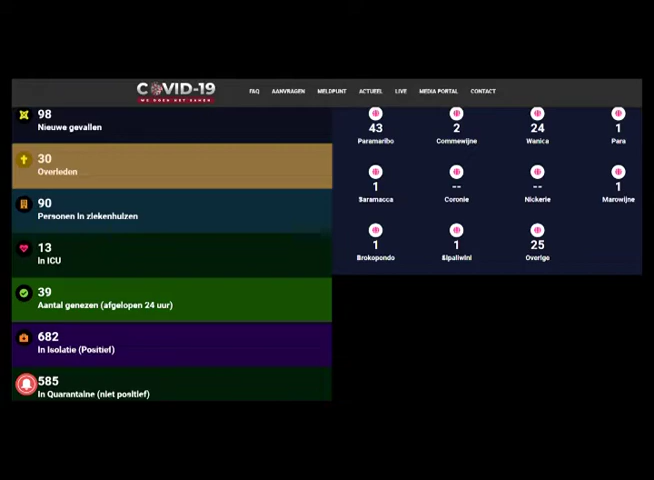 COVID-19
WE DOEN HET SAMEN
FAQ AANVRAGEN MELDPUNT ACTUEEL LIVE MEDIA PORTAL CONTACT
98
Nieuwe gevallen
30
Overleden
90
Personen in ziekenhuizen
13
In ICU
39
Aantal genezen (afgelopen 24 uur)
682
In Isolatie (Positief)
585
In Quarantaine (niet positief)
43 2 24 1
Paramaribo Commewijne Wanica Para
1 -- -- 1
Saramacca Coronie Nickerie Marowijne
1 1 25
Brokopondo Sipaliwini Overige